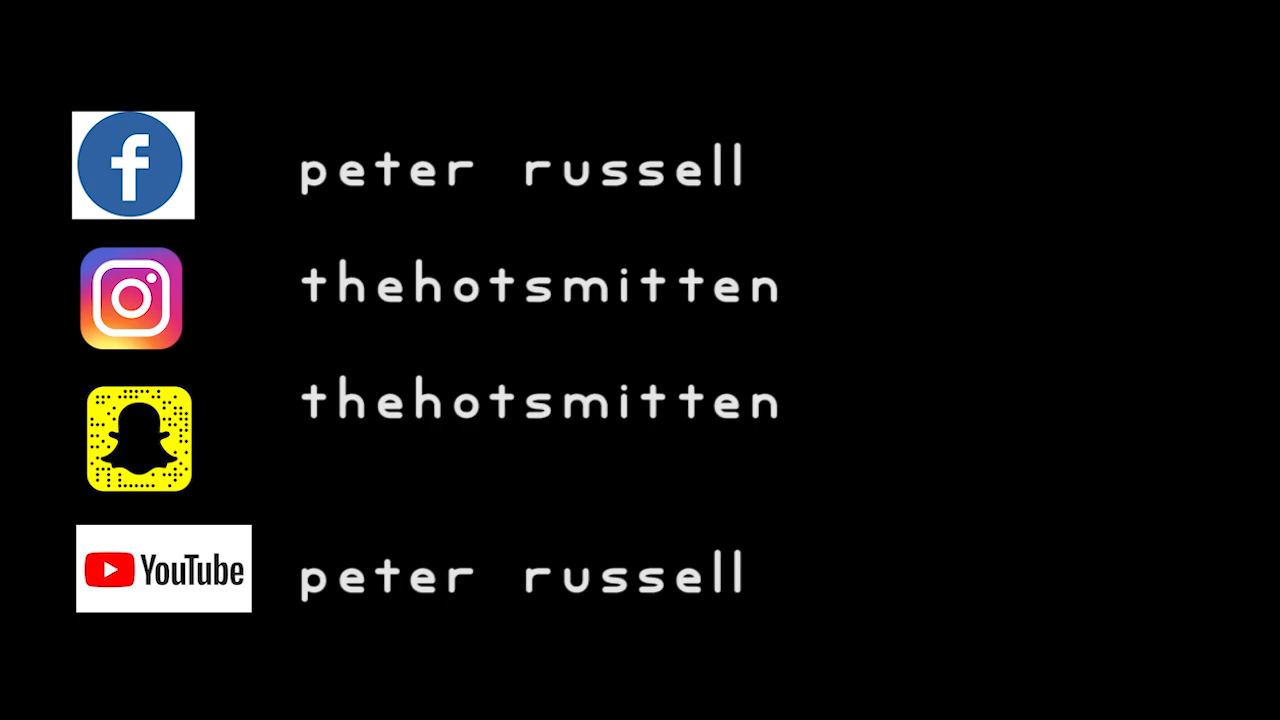 peter russell
thehotsmitten
thehotsmitten
YouTube peter russell